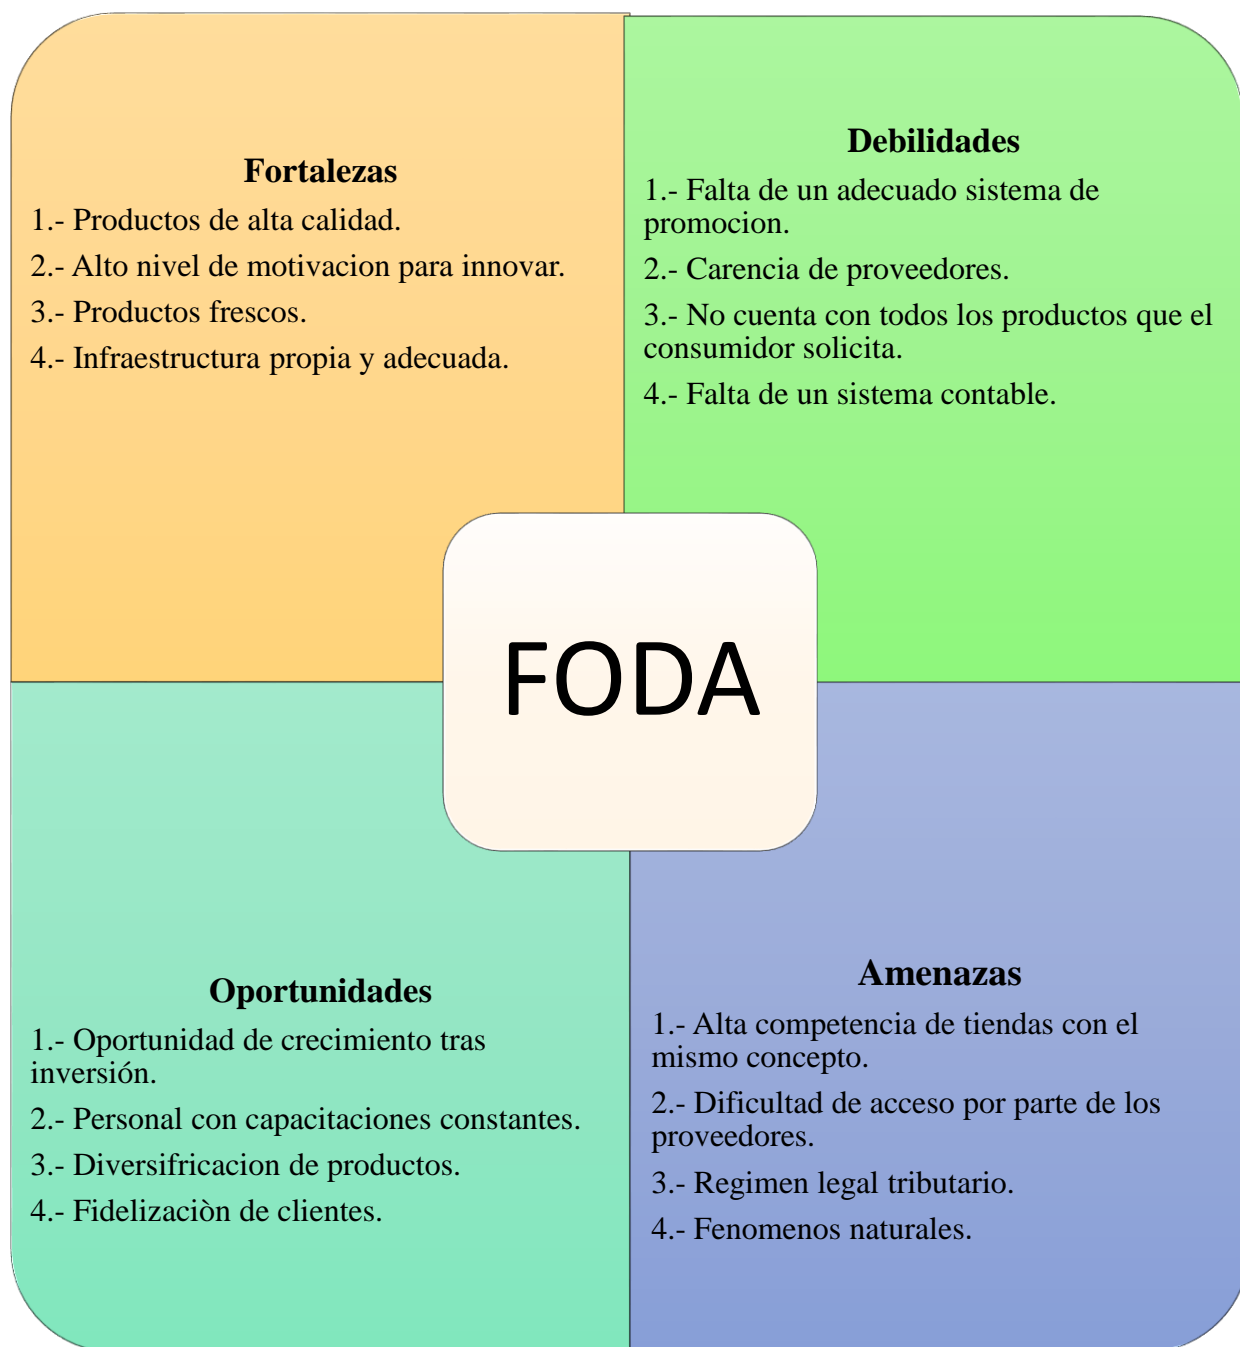 Fortalezas
1.- Productos de alta calidad.
2.- Alto nivel de motivacion para innovar.
3.- Productos frescos.
4.- Infraestructura propia y adecuada.
Debilidades
1.- Falta de un adecuado sistema de
promocion.
2.- Carencia de proveedores.
3.- No cuenta con todos los productos que el
consumidor solicita.
4.- Falta de un sistema contable.
FODA
Oportunidades
1.- Oportunidad de crecimiento tras
inversión.
2.- Personal con capacitaciones constantes.
3.- Diversifricacion de productos.
4.- Fidelizaciòn de clientes.
Amenazas
1.- Alta competencia de tiendas con el
mismo concepto.
2.- Dificultad de acceso por parte de los
proveedores.
3.- Regimen legal tributario.
4.- Fenomenos naturales.